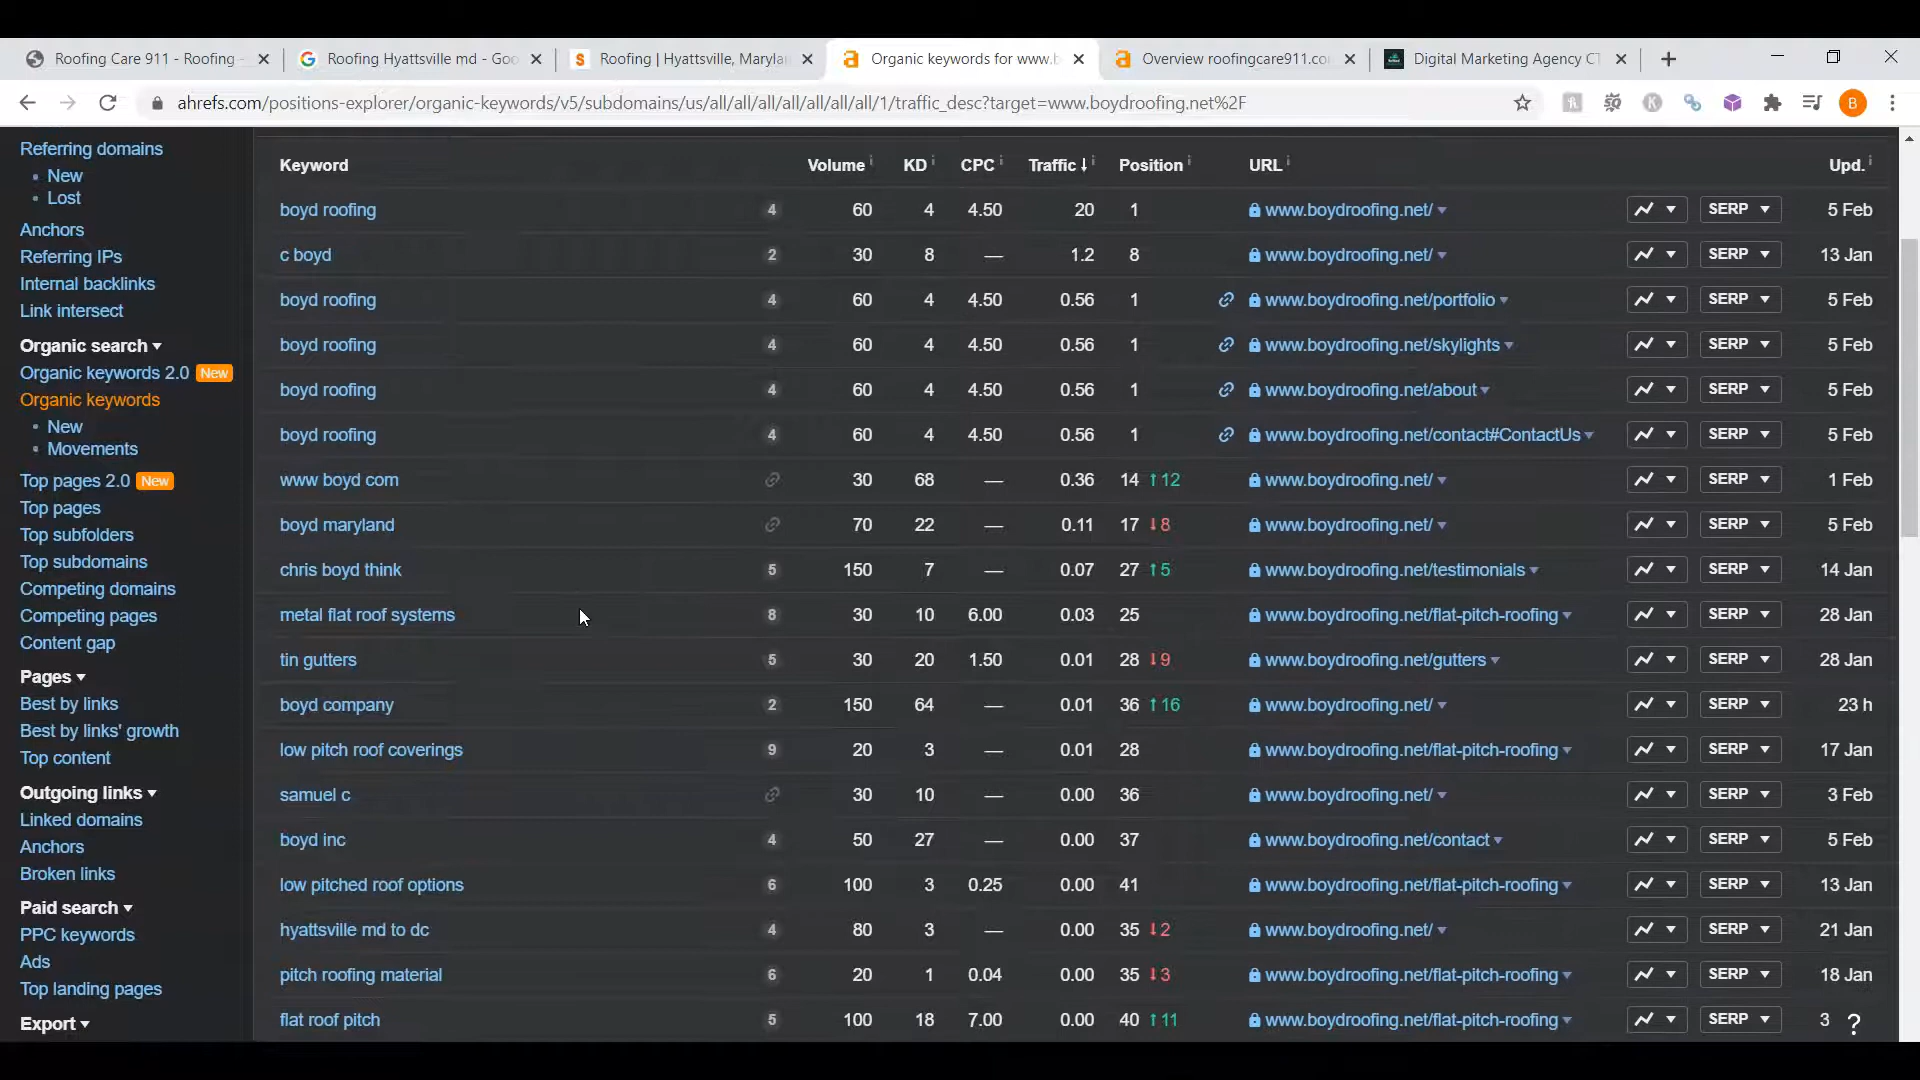 Roofing Care 911 - Roofing -
Roofing Hyattsville md - Goo
Roofing | Hyattsville, Marylan
Organic keywords for www.b
Overview roofingcare911.co
Digital Marketing Agency CT
ahrefs.com/positions-explorer/organic-keywords/v5/subdomains/us/all/all/all/all/all/all/all/1/traffic_desc?target=www.boydroofing.net%2F
B
Referring domains
New
Lost
Anchors
Referring IPs
Internal backlinks
Link intersect
Organic search
Organic keywords 2.0 New
Organic keywords
New
Movements
Top pages 2.0 New
Top pages
Top subfolders
Top subdomains
Competing domains
Competing pages
Content gap
Pages
Best by links
Best by links' growth
Top content
Outgoing links
Linked domains
Anchors
Broken links
Paid search
PPC keywords
Ads
Top landing pages
Export
Keyword Volume i KD i CPC i Traffic ↓ i Position i URL i Upd. i
boyd roofing 4 60 4 4.50 20 1 www.boydroofing.net/ SERP 5 Feb
c boyd 2 30 8 — 1.2 8 www.boydroofing.net/ SERP 13 Jan
boyd roofing 4 60 4 4.50 0.56 1 www.boydroofing.net/portfolio SERP 5 Feb
boyd roofing 4 60 4 4.50 0.56 1 www.boydroofing.net/skylights SERP 5 Feb
boyd roofing 4 60 4 4.50 0.56 1 www.boydroofing.net/about SERP 5 Feb
boyd roofing 4 60 4 4.50 0.56 1 www.boydroofing.net/contact#ContactUs SERP 5 Feb
www boyd com 30 68 — 0.36 14 ↑12 www.boydroofing.net/ SERP 1 Feb
boyd maryland 70 22 — 0.11 17 ↓8 www.boydroofing.net/ SERP 5 Feb
chris boyd think 5 150 7 — 0.07 27 ↑5 www.boydroofing.net/testimonials SERP 14 Jan
metal flat roof systems 8 30 10 6.00 0.03 25 www.boydroofing.net/flat-pitch-roofing SERP 28 Jan
tin gutters 5 30 20 1.50 0.01 28 ↓9 www.boydroofing.net/gutters SERP 28 Jan
boyd company 2 150 64 — 0.01 36 ↑16 www.boydroofing.net/ SERP 23 h
low pitch roof coverings 9 20 3 — 0.01 28 www.boydroofing.net/flat-pitch-roofing SERP 17 Jan
samuel c 30 10 — 0.00 36 www.boydroofing.net/ SERP 3 Feb
boyd inc 4 50 27 — 0.00 37 www.boydroofing.net/contact SERP 5 Feb
low pitched roof options 6 100 3 0.25 0.00 41 www.boydroofing.net/flat-pitch-roofing SERP 13 Jan
hyattsville md to dc 4 80 3 — 0.00 35 ↓2 www.boydroofing.net/ SERP 21 Jan
pitch roofing material 6 20 1 0.04 0.00 35 ↓3 www.boydroofing.net/flat-pitch-roofing SERP 18 Jan
flat roof pitch 5 100 18 7.00 0.00 40 ↑11 www.boydroofing.net/flat-pitch-roofing SERP 3 ?